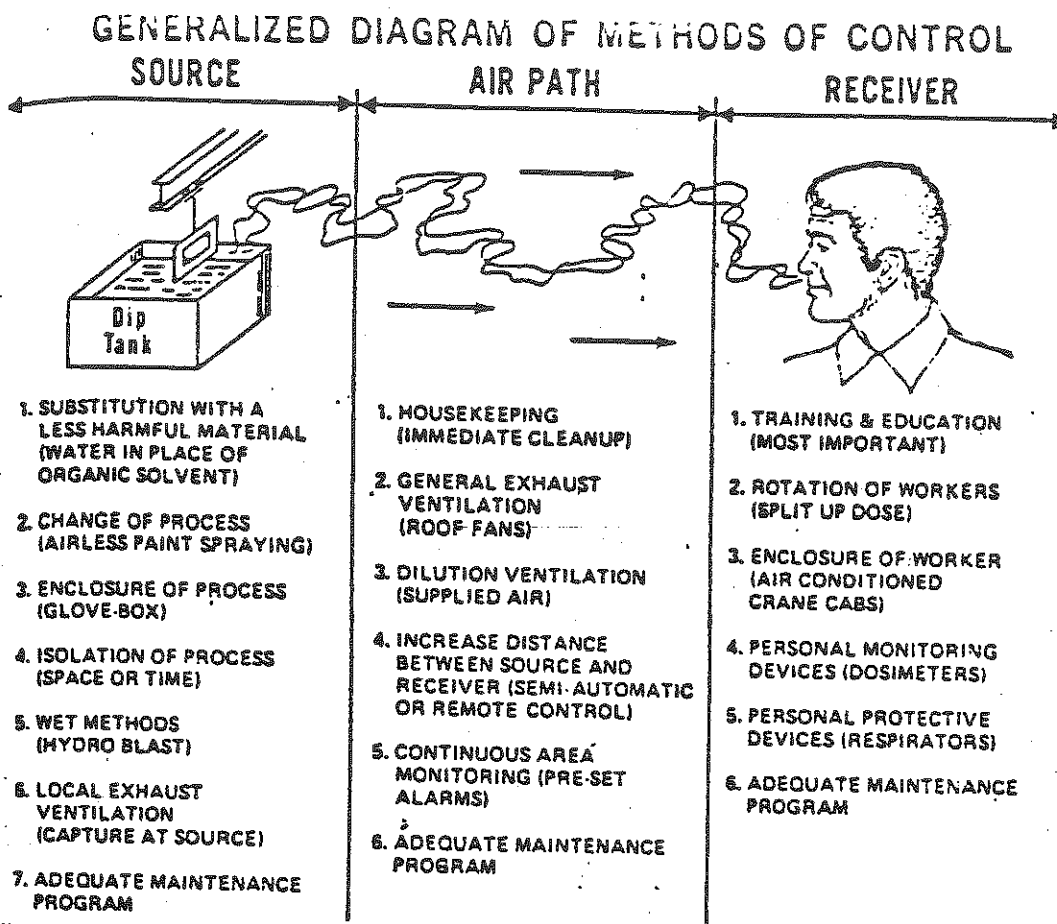 GENERALIZED DIAGRAM OF METHODS OF CONTROL
SOURCE
AIR PATH
RECEIVER
Dip
Tank
1. SUBSTITUTION WITH A
LESS HARMFUL MATERIAL
(WATER IN PLACE OF
ORGANIC SOLVENT)
2. CHANGE OF PROCESS
(AIRLESS PAINT SPRAYING)
3. ENCLOSURE OF PROCESS
(GLOVE-BOX)
4. ISOLATION OF PROCESS
(SPACE OR TIME)
5. WET METHODS
(HYDRO BLAST)
6. LOCAL EXHAUST
VENTILATION
(CAPTURE AT SOURCE)
7. ADEQUATE MAINTENANCE
PROGRAM
1. HOUSEKEEPING
(IMMEDIATE CLEANUP)
2. GENERAL EXHAUST
VENTILATION
(ROOF FANS)
3. DILUTION VENTILATION
(SUPPLIED AIR)
4. INCREASE DISTANCE
BETWEEN SOURCE AND
RECEIVER (SEMI-AUTOMATIC
OR REMOTE CONTROL)
5. CONTINUOUS AREA
MONITORING (PRE-SET
ALARMS)
6. ADEQUATE MAINTENANCE
PROGRAM
1. TRAINING & EDUCATION
(MOST IMPORTANT)
2. ROTATION OF WORKERS
(SPLIT UP DOSE)
3. ENCLOSURE OF WORKER
(AIR CONDITIONED
CRANE CABS)
4. PERSONAL MONITORING
DEVICES (DOSIMETERS)
5. PERSONAL PROTECTIVE
DEVICES (RESPIRATORS)
6. ADEQUATE MAINTENANCE
PROGRAM